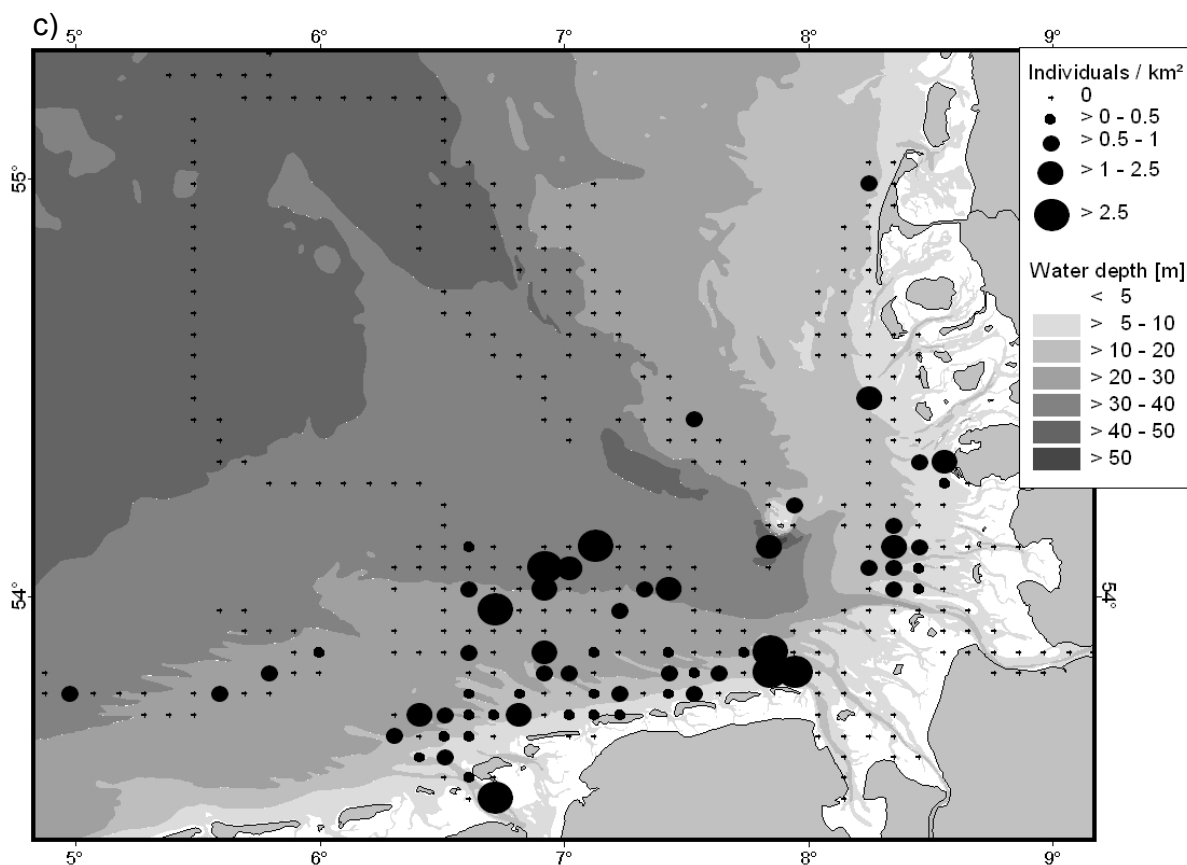 c)
5° 6° 7° 8° 9°
Individuals / km²
0
> 0 - 0.5
> 0.5 - 1
> 1 - 2.5
> 2.5
Water depth [m]
< 5
> 5 - 10
> 10 - 20
> 20 - 30
> 30 - 40
> 40 - 50
> 50
55°
54°
54°
5° 6° 7° 8° 9°